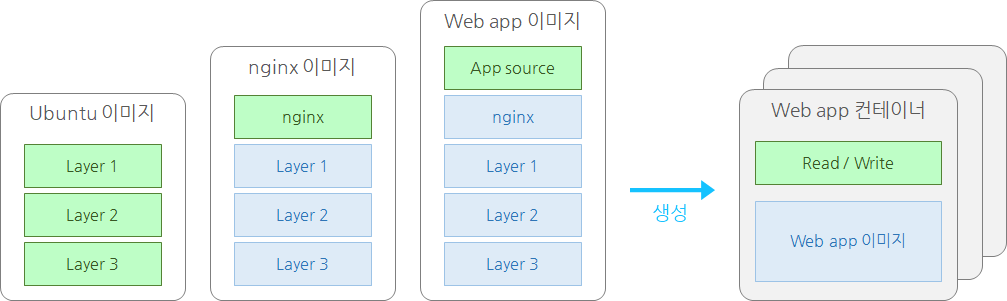 Ubuntu 이미지
Layer 1
Layer 2
Layer 3
nginx 이미지
nginx
Layer 1
Layer 2
Layer 3
Web app 이미지
App source
nginx
Layer 1
Layer 2
Layer 3
생성
Web app 컨테이너
Read / Write
Web app 이미지